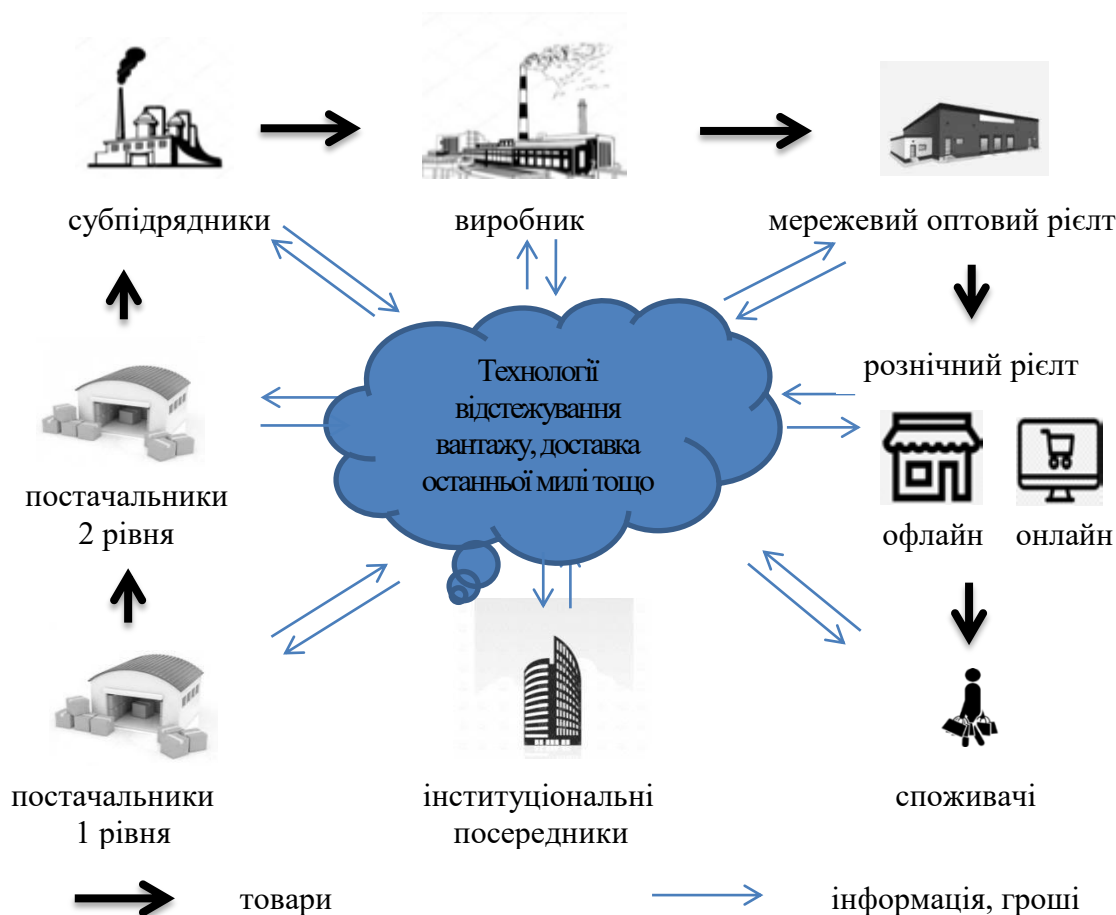 субпідрядники
виробник
мережевий оптовий рієлт
Технології
відстежування
вантажу, доставка
останньої милі тощо
рознічний рієлт
офлайн
онлайн
постачальники
2 рівня
постачальники
1 рівня
інституціональні
посередники
споживачі
товари
інформація, гроші